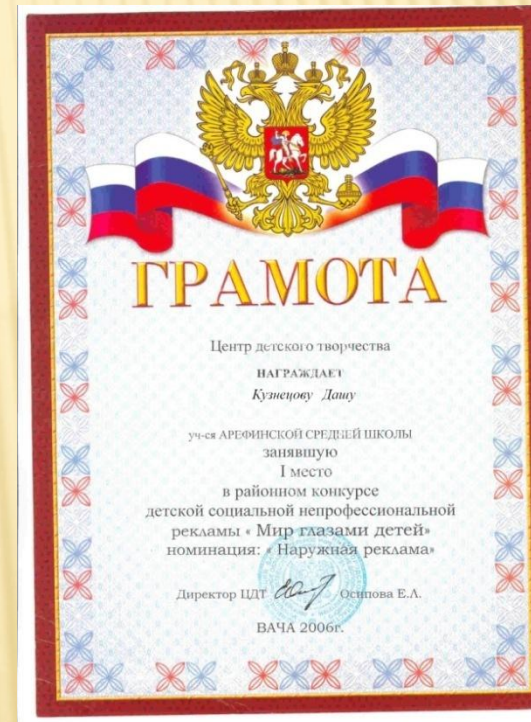 ГРАМОТА
Центр детского творчества
НАГРАЖДАЕТ
Кузнецову Дашу
уч-ся АРЕФИНСКОЙ СРЕДНЕЙ ШКОЛЫ
занявшую
I место
в районном конкурсе
детской социальной непрофессиональной
рекламы « Мир глазами детей»
номинация: « Наружная реклама»
Директор ЦДТ Осипова Е.А.
ВАЧА 2006г.